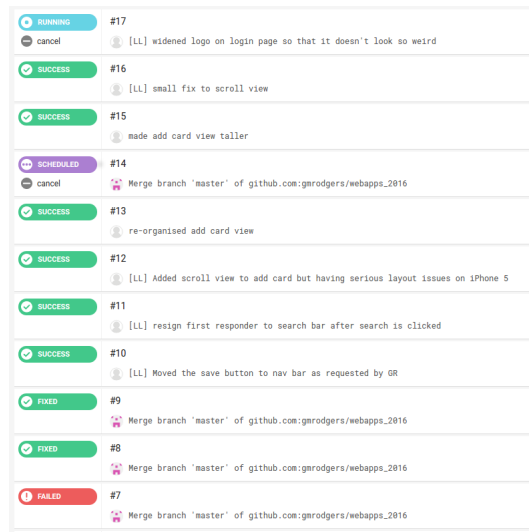 RUNNING #17
cancel [LL] widened logo on login page so that it doesn't look so weird
SUCCESS #16
[LL] small fix to scroll view
SUCCESS #15
made add card view taller
SCHEDULED #14
cancel Merge branch 'master' of github.com:gmrodgers/webapps_2016
SUCCESS #13
re-organised add card view
SUCCESS #12
[LL] Added scroll view to add card but having serious layout issues on iPhone 5
SUCCESS #11
[LL] resign first responder to search bar after search is clicked
SUCCESS #10
[LL] Moved the save button to nav bar as requested by GR
FIXED #9
Merge branch 'master' of github.com:gmrodgers/webapps_2016
FIXED #8
Merge branch 'master' of github.com:gmrodgers/webapps_2016
FAILED #7
Merge branch 'master' of github.com:gmrodgers/webapps_2016